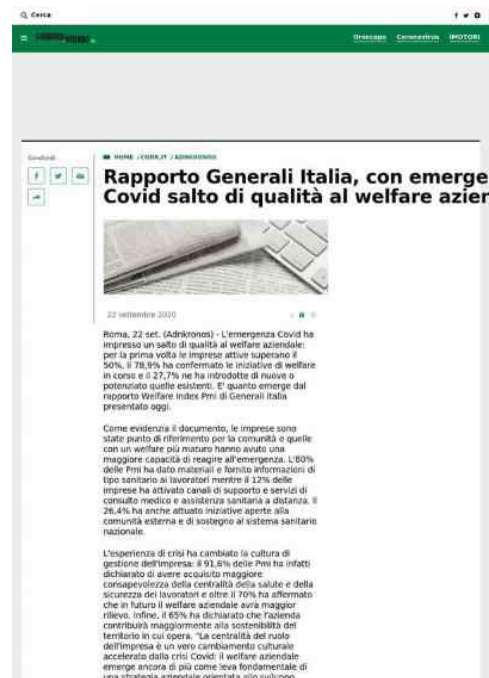 Cerca
Oroscopo Coronavirus IMOTORI
Condividi
HOME / CORR.IT / ADNKRONOS
Rapporto Generali Italia, con emerge
Covid salto di qualità al welfare azien
22 settembre 2020
Roma, 22 set. (Adnkronos) - L'emergenza Covid ha
impresso un salto di qualità al welfare aziendale:
per la prima volta le imprese attive superano il
50%, il 78,9% ha confermato le iniziative di welfare
in corso e il 27,7% ne ha introdotte di nuove o
potenziato quelle esistenti. E' quanto emerge dal
rapporto Welfare Index Pmi di Generali Italia
presentato oggi.
Come evidenzia il documento, le imprese sono
state punto di riferimento per la comunità e quelle
con un welfare più maturo hanno avuto una
maggiore capacità di reagire all'emergenza. L'80%
delle Pmi ha dato materiali e fornito informazioni di
tipo sanitario ai lavoratori mentre il 12% delle
imprese ha attivato canali di supporto e servizi di
consulto medico e assistenza sanitaria a distanza. Il
26,4% ha anche attuato iniziative aperte alla
comunità esterna e di sostegno al sistema sanitario
nazionale.
L'esperienza di crisi ha cambiato la cultura di
gestione dell'impresa: il 91,6% delle Pmi ha infatti
dichiarato di avere acquisito maggiore
consapevolezza della centralità della salute e della
sicurezza dei lavoratori e oltre il 70% ha affermato
che in futuro il welfare aziendale avrà maggior
rilievo. Infine, il 65% ha dichiarato che l'azienda
contribuirà maggiormente alla sostenibilità del
territorio in cui opera. "La centralità del ruolo
dell'impresa è un vero cambiamento culturale
accelerato dalla crisi Covid: il welfare aziendale
emerge ancora di più come leva fondamentale di
una strategia aziendale orientata allo sviluppo